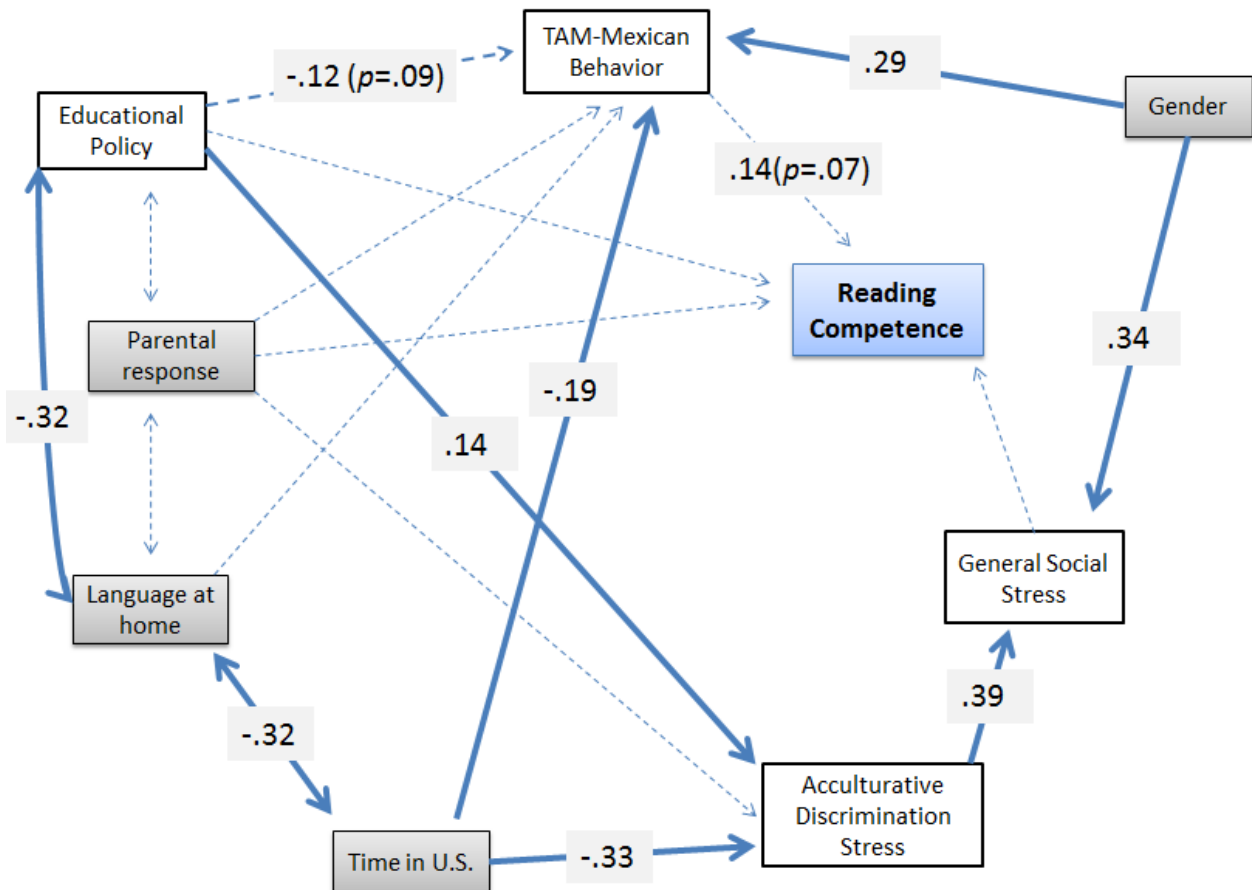 TAM-Mexican
Behavior
.29
-.12 (p=.09)
Gender
Educational
Policy
.14(p=.07)
Reading
Competence
Parental
response
.34
-.19
-.32
.14
General Social
Stress
Language at
home
.39
-.32
Acculturative
Discrimination
Stress
Time in U.S.
-.33